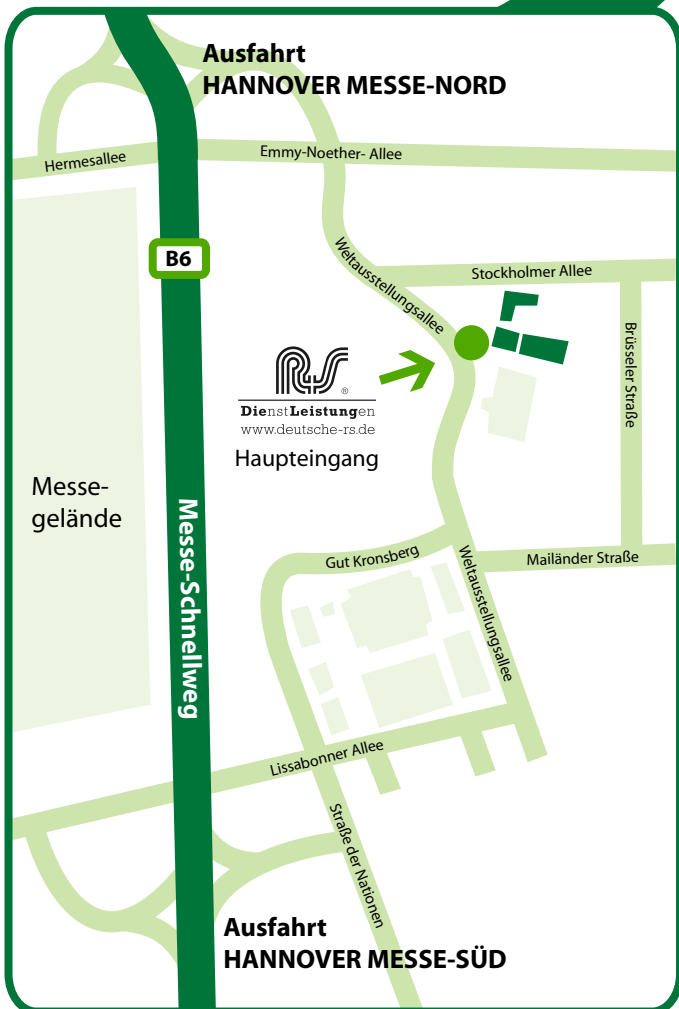 Ausfahrt
HANNOVER MESSE-NORD
Hermesallee
Emmy-Noether- Allee
B6
Weltausstellungsallee
Stockholmer Allee
Brüsseler Straße
RS
®
DienstLeistungen
www.deutsche-rs.de
Haupteingang
Messe-
gelände
Messe-Schnellweg
Gut Kronsberg
Weltausstellungsallee
Mailänder Straße
Lissabonner Allee
Straße der Nationen
Ausfahrt
HANNOVER MESSE-SÜD